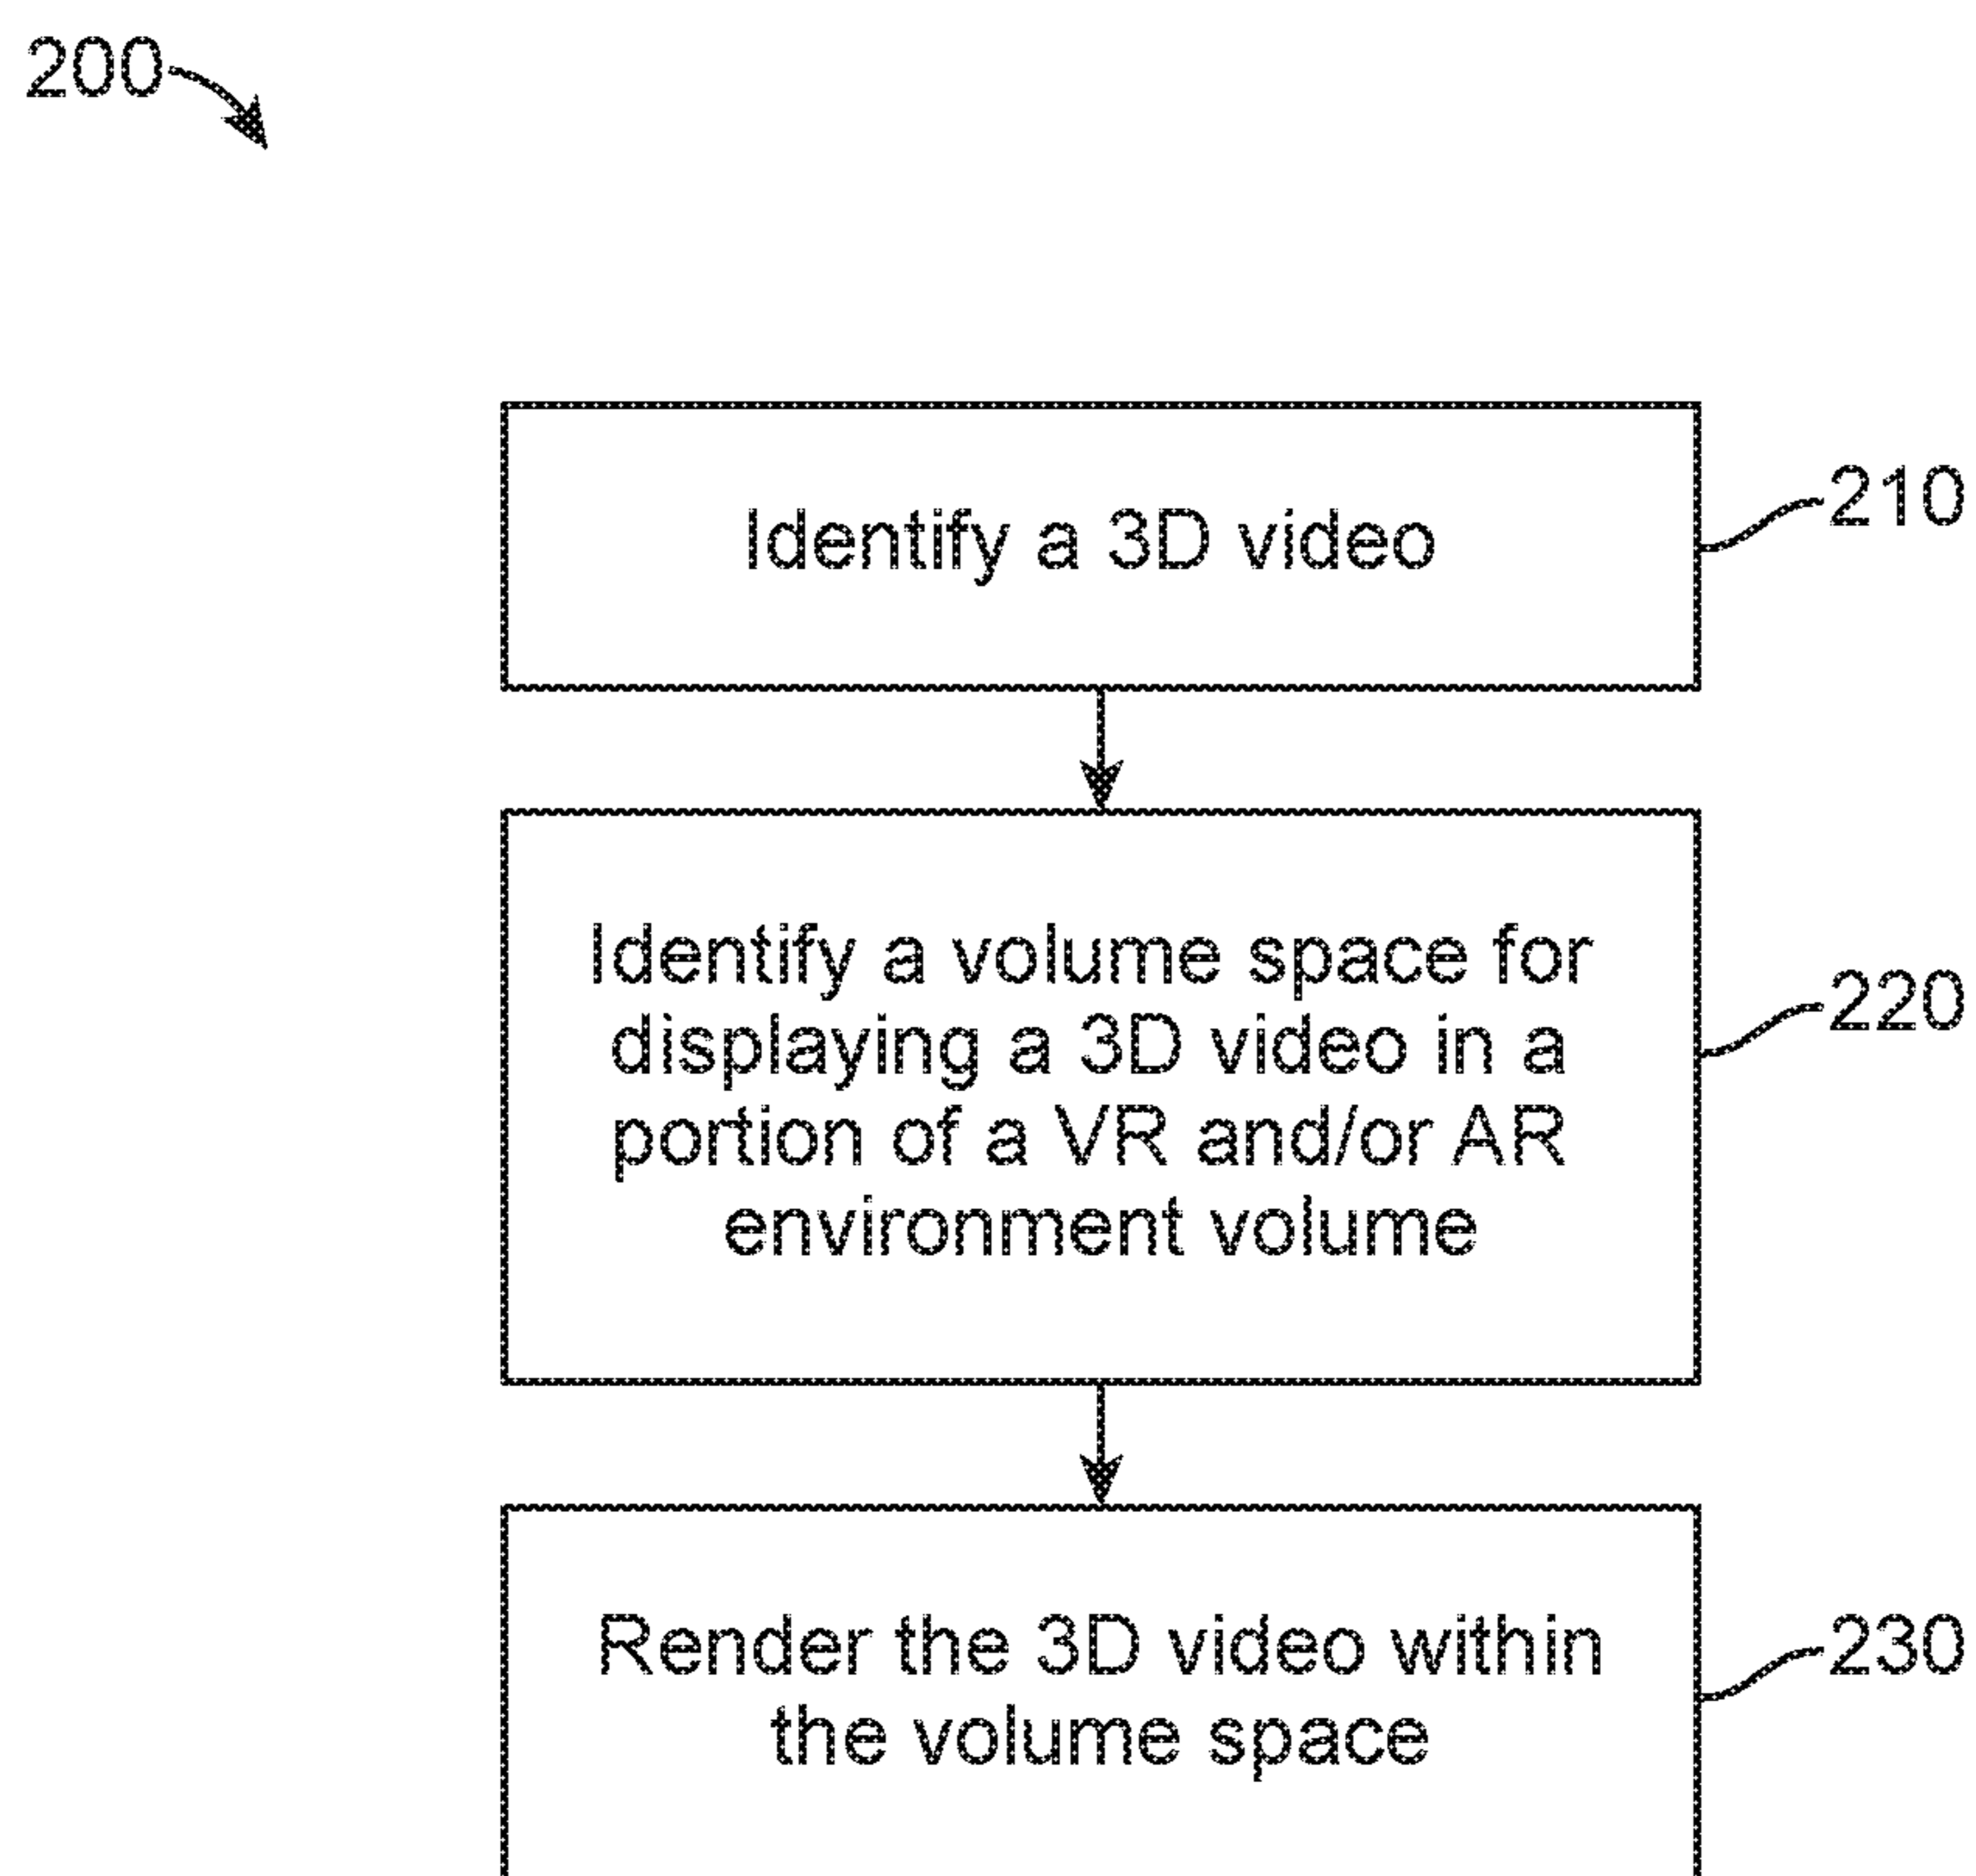 200
Identify a 3D video
210
Identify a volume space for
displaying a 3D video in a
portion of a VR and/or AR
environment volume
220
Render the 3D video within
the volume space
230